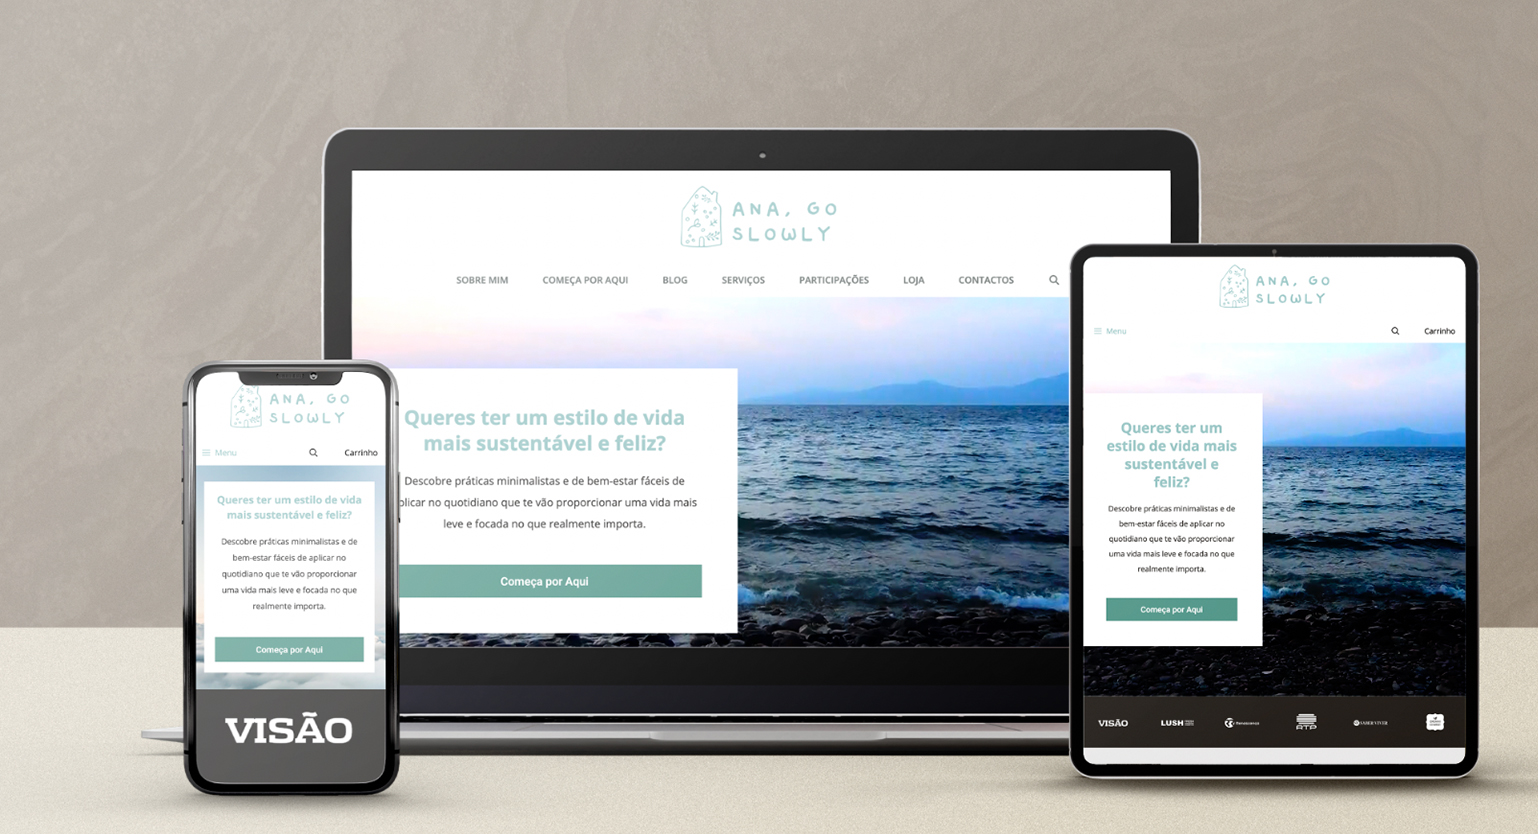 ANA, GO
SLOWLY
SOBRE MIM COMEÇA POR AQUI BLOG SERVIÇOS PARTICIPAÇÕES LOJA CONTACTOS
Queres ter um estilo de vida
mais sustentável e feliz?
Descobre práticas minimalistas e de bem-estar fáceis de
no quotidiano que te vão proporcionar uma vida mais
leve e focada no que realmente importa.
Começa por Aqui
ANA, GO
SLOWLY
Menu Carrinho
Queres ter um estilo de vida
mais sustentável e feliz?
Descobre práticas minimalistas e de
bem-estar fáceis de aplicar no
quotidiano que te vão proporcionar
uma vida mais leve e focada no que
realmente importa.
Começa por Aqui
VISÃO
ANA, GO
SLOWLY
Menu Carrinho
Queres ter um
estilo de vida mais
sustentável e
feliz?
Descobre práticas minimalistas e de
bem-estar fáceis de aplicar no
quotidiano que te vão proporcionar
uma vida mais leve e focada no que
realmente importa.
Começa por Aqui
VISÃO LUSH Renascença RTP SABER VIVER